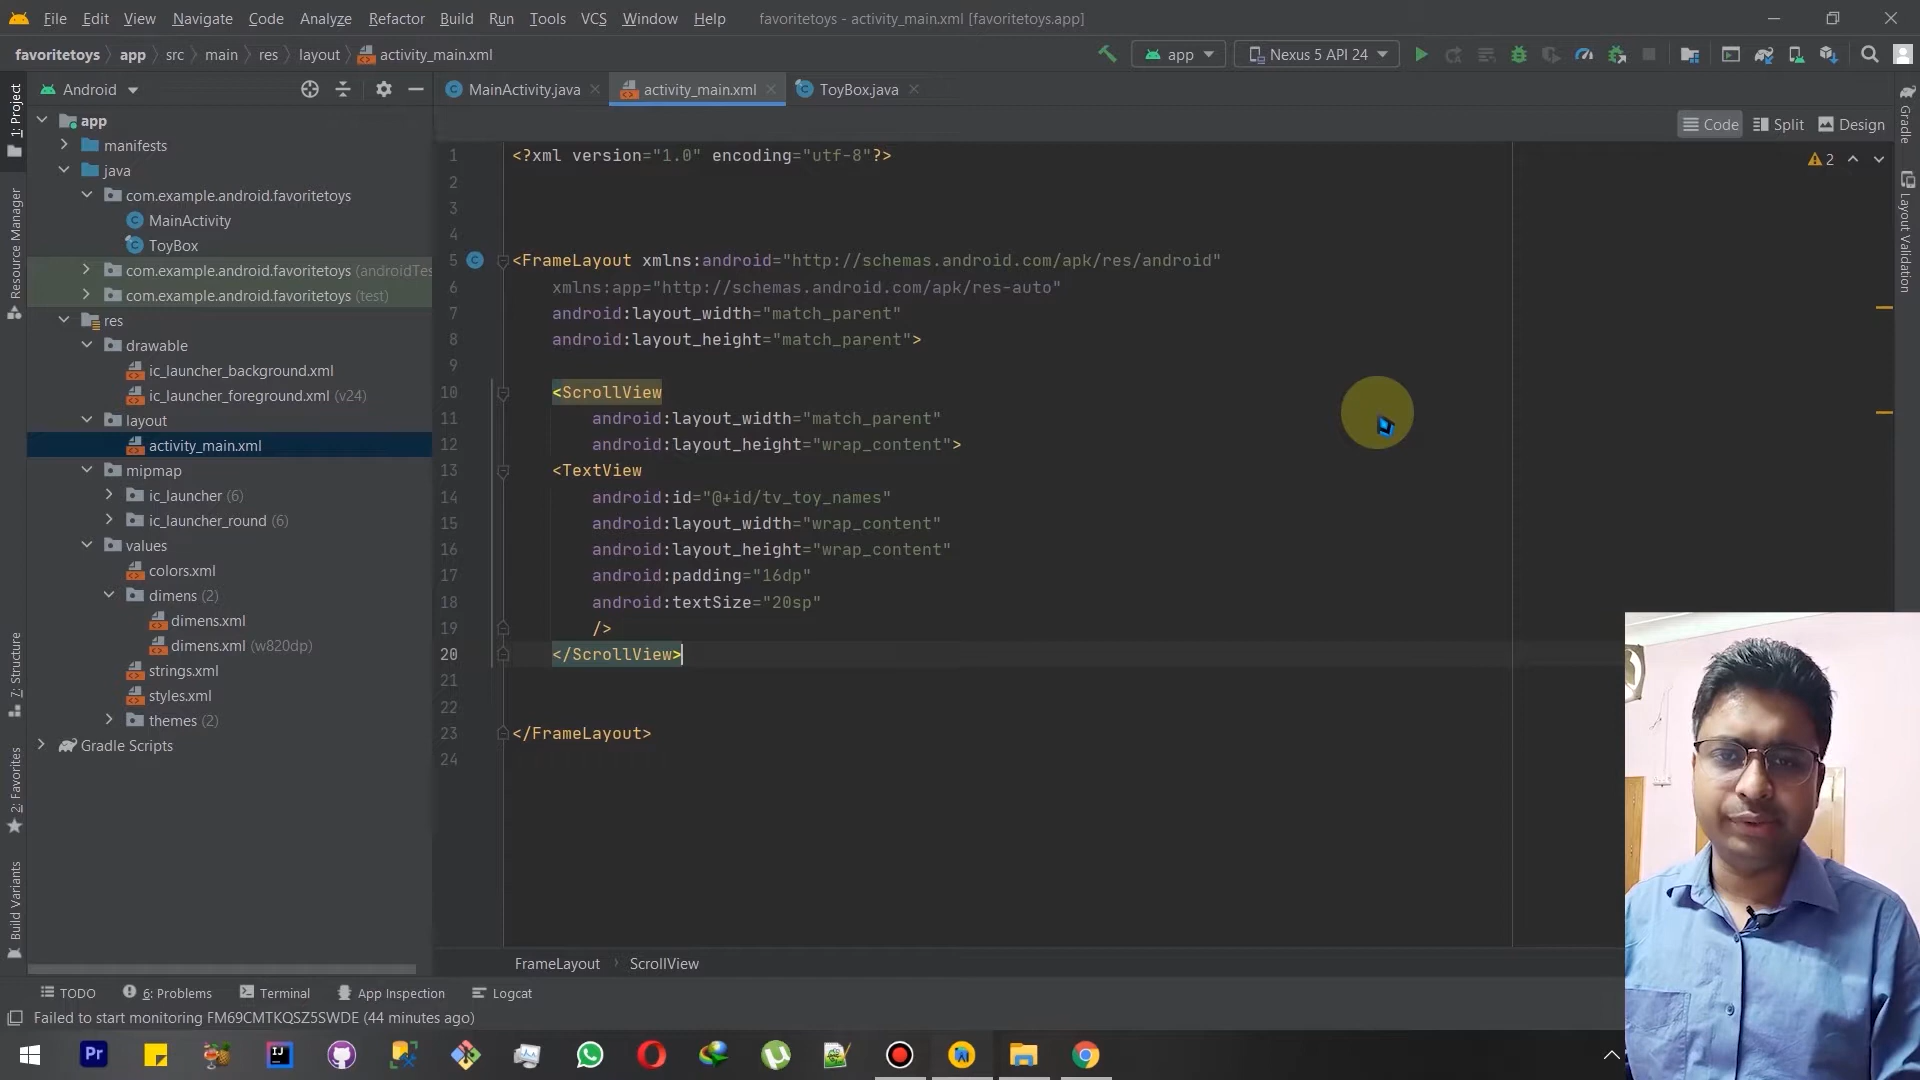 File Edit View Navigate Code Analyze Refactor Build Run Tools VCS Window Help favoritetoys - activity_main.xml [favoritetoys.app]
favoritetoys app src main res layout activity_main.xml app Nexus 5 API 24
Android MainActivity.java activity_main.xml ToyBox.java
Code Split Design
1: Project
Resource Manager
7: Structure
2: Favorites
Build Variants
app
manifests
java
com.example.android.favoritetoys
MainActivity
ToyBox
com.example.android.favoritetoys (androidTes
com.example.android.favoritetoys (test)
res
drawable
ic_launcher_background.xml
ic_launcher_foreground.xml (v24)
layout
activity_main.xml
mipmap
ic_launcher (6)
ic_launcher_round (6)
values
colors.xml
dimens (2)
dimens.xml
dimens.xml (w820dp)
strings.xml
styles.xml
themes (2)
Gradle Scripts
1 <?xml version="1.0" encoding="utf-8"?>
2
3
4
5 <FrameLayout xmlns:android="http://schemas.android.com/apk/res/android"
6 xmlns:app="http://schemas.android.com/apk/res-auto"
7 android:layout_width="match_parent"
8 android:layout_height="match_parent">
9
10 <ScrollView
11 android:layout_width="match_parent"
12 android:layout_height="wrap_content">
13 <TextView
14 android:id="@+id/tv_toy_names"
15 android:layout_width="wrap_content"
16 android:layout_height="wrap_content"
17 android:padding="16dp"
18 android:textSize="20sp"
19 />
20 </ScrollView>
21
22
23 </FrameLayout>
24
2
Gradle
Layout Validation
FrameLayout ScrollView
TODO 6: Problems Terminal App Inspection Logcat
Failed to start monitoring FM69CMTKQSZ5SWDE (44 minutes ago)
Pr IJ